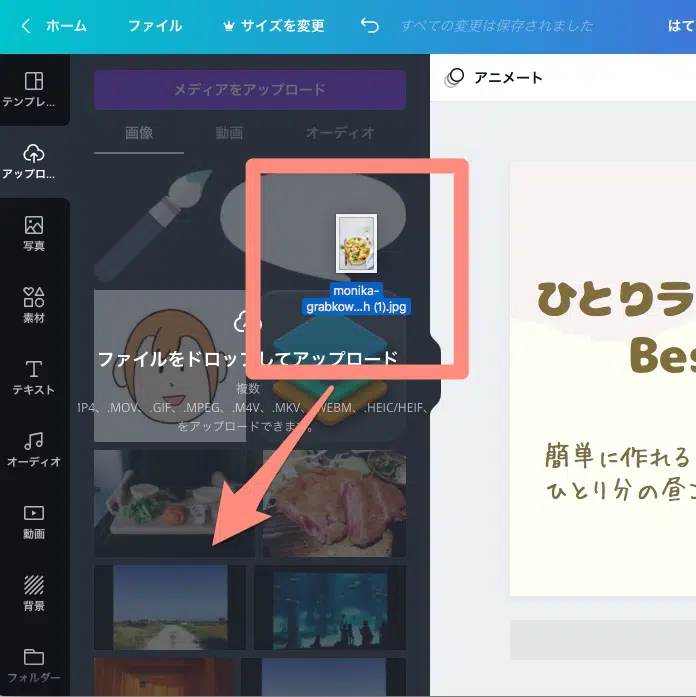 ホーム ファイル サイズを変更 すべての変更は保存されました はて
テンプレ...
アップロ...
写真
素材
テキスト
オーディオ
動画
背景
フォルダー
メディアをアップロード
画像 動画 オーディオ
monika-
grabkow...h (1).jpg
ファイルをドロップしてアップロード
複数
.MOV、.GIF、.MPEG、.M4V、.MKV、.WEBM、.HEIC/HEIF、
をアップロードできます。
アニメート
ひとりラ
Bes
簡単に作れる
ひとり分の昼